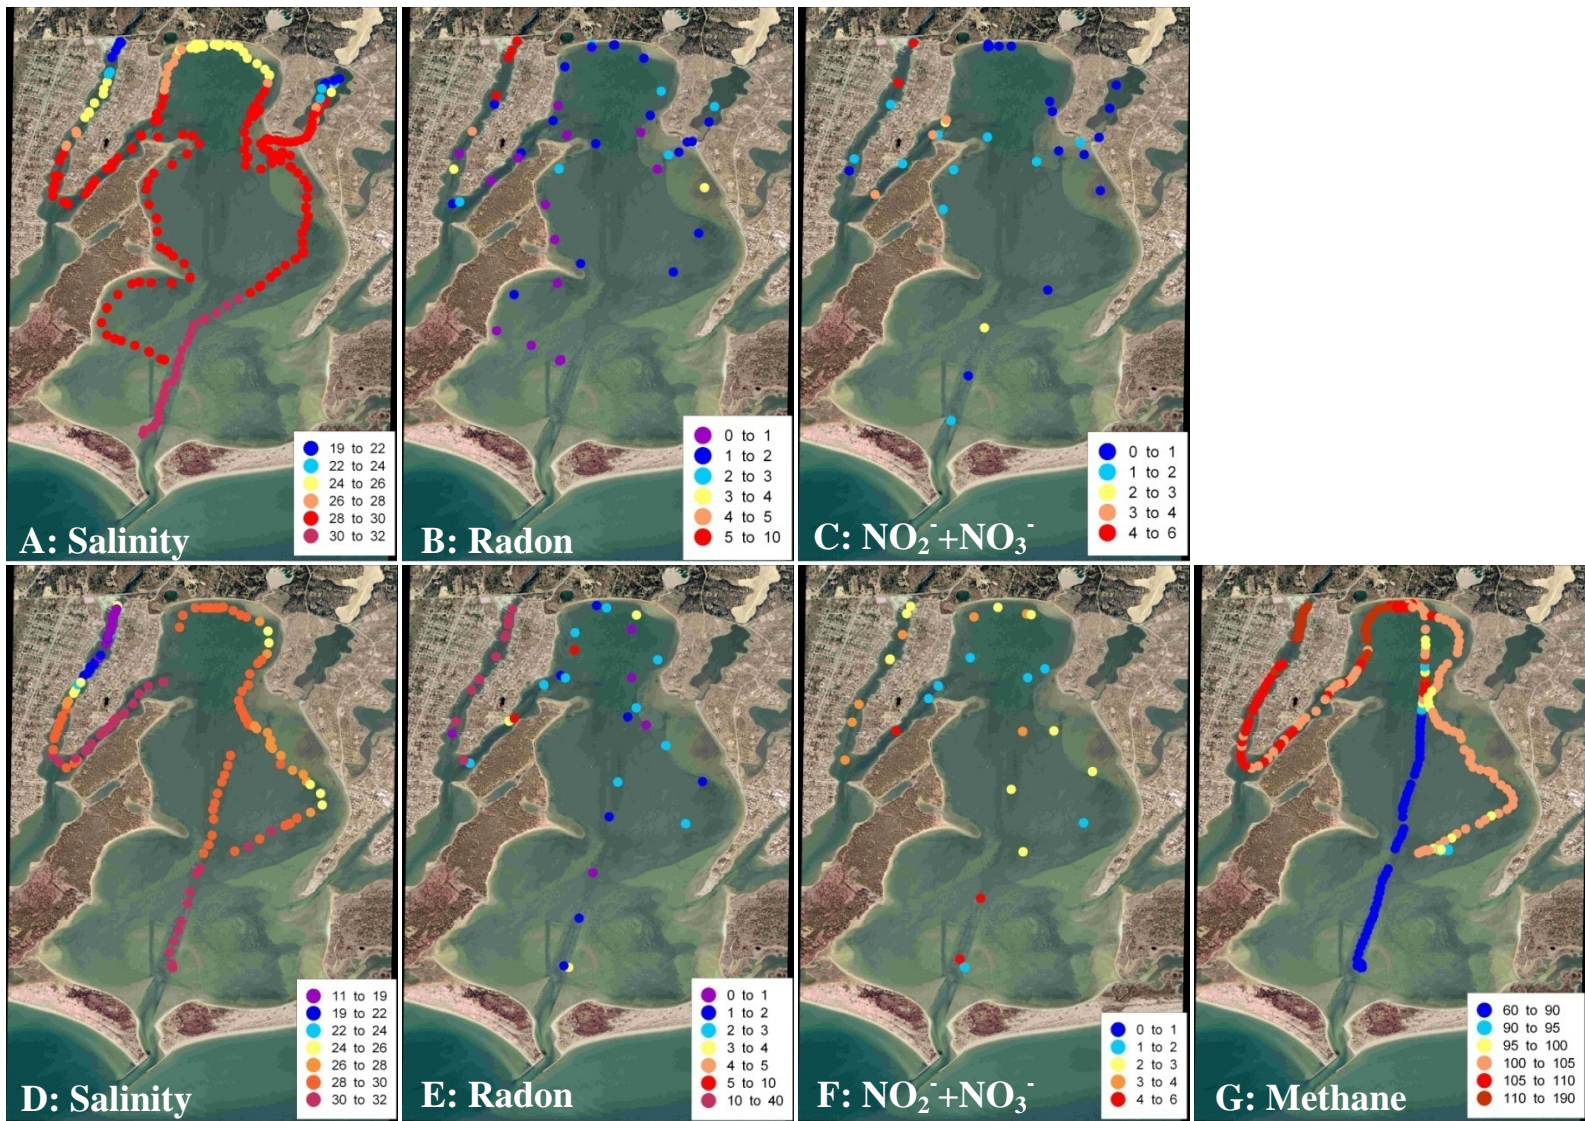 19 to 22
22 to 24
24 to 26
26 to 28
28 to 30
30 to 32
A: Salinity
0 to 1
1 to 2
2 to 3
3 to 4
4 to 5
5 to 10
B: Radon
0 to 1
1 to 2
2 to 3
3 to 4
4 to 6
C: NO₂⁻+NO₃⁻
11 to 19
19 to 22
22 to 24
24 to 26
26 to 28
28 to 30
30 to 32
D: Salinity
0 to 1
1 to 2
2 to 3
3 to 4
4 to 5
5 to 10
10 to 40
E: Radon
0 to 1
1 to 2
2 to 3
3 to 4
4 to 6
F: NO₂⁻+NO₃⁻
60 to 90
90 to 95
95 to 100
100 to 105
105 to 110
110 to 190
G: Methane